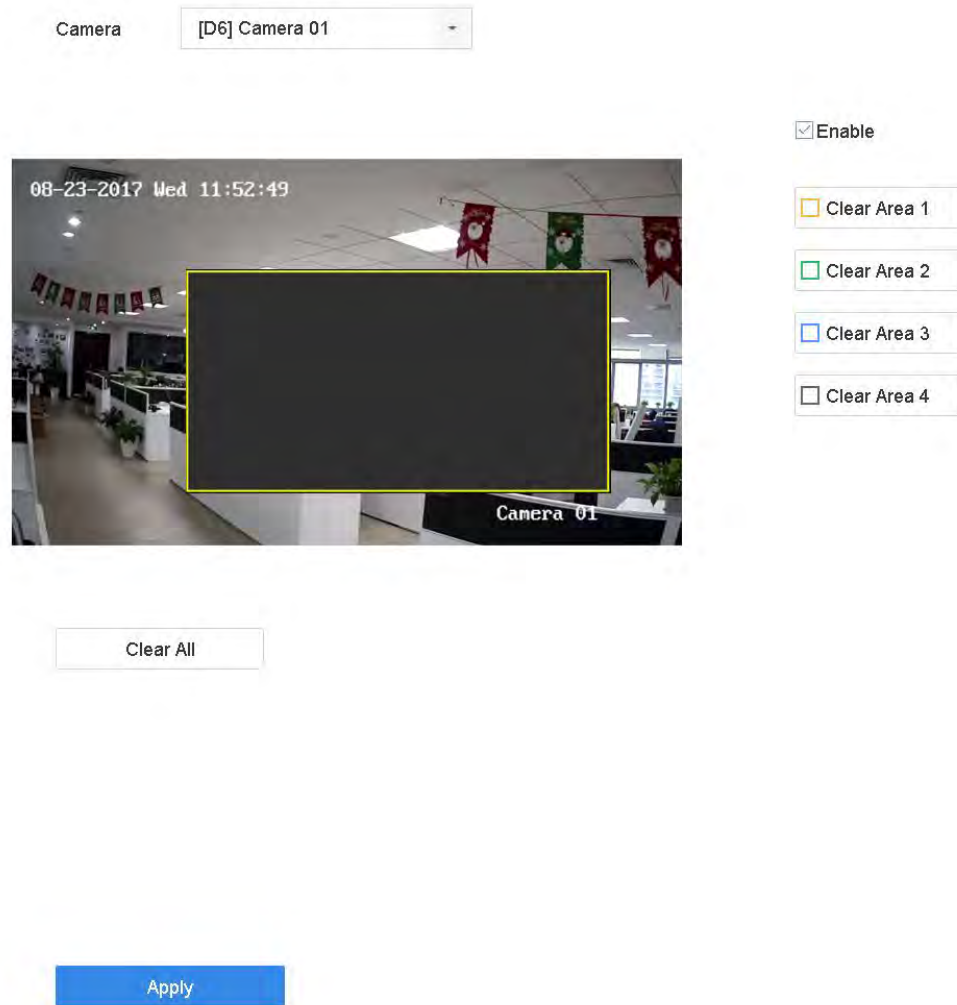 Camera
[D6] Camera 01
Enable
08-23-2017 Wed 11:52:49
Clear Area 1
Clear Area 2
Clear Area 3
Clear Area 4
Camera 01
Clear All
Apply